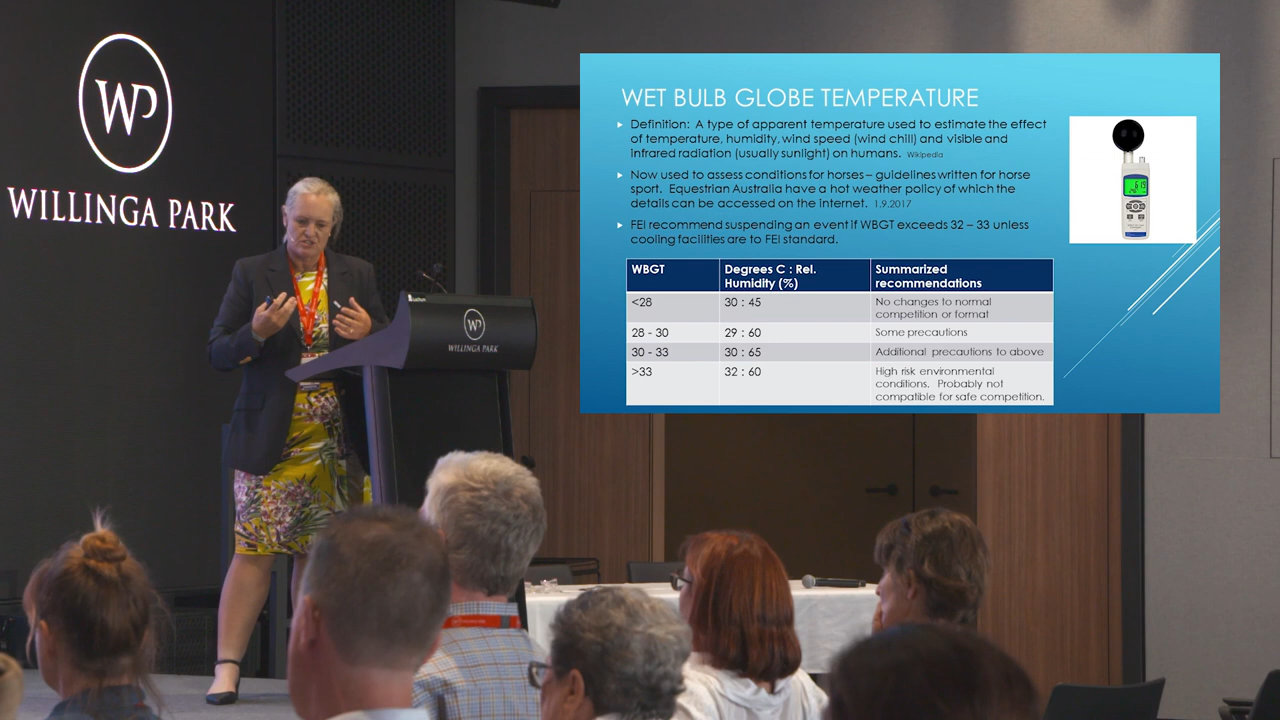 WP
WILLINGA PARK
WP
WILLINGA PARK
WET BULB GLOBE TEMPERATURE
Definition: A type of apparent temperature used to estimate the effect
of temperature, humidity, wind speed (wind chill) and visible and
infrared radiation (usually sunlight) on humans. Wikipedia
Now used to assess conditions for horses – guidelines written for horse
sport. Equestrian Australia have a hot weather policy of which the
details can be accessed on the internet. 1.9.2017
FEI recommend suspending an event if WBGT exceeds 32 – 33 unless
cooling facilities are to FEI standard.
WBGT
Degrees C : Rel.
Humidity (%)
Summarized
recommendations
<28
30 : 45
No changes to normal
competition or format
28 - 30
29 : 60
Some precautions
30 - 33
30 : 65
Additional precautions to above
>33
32 : 60
High risk environmental
conditions. Probably not
compatible for safe competition.